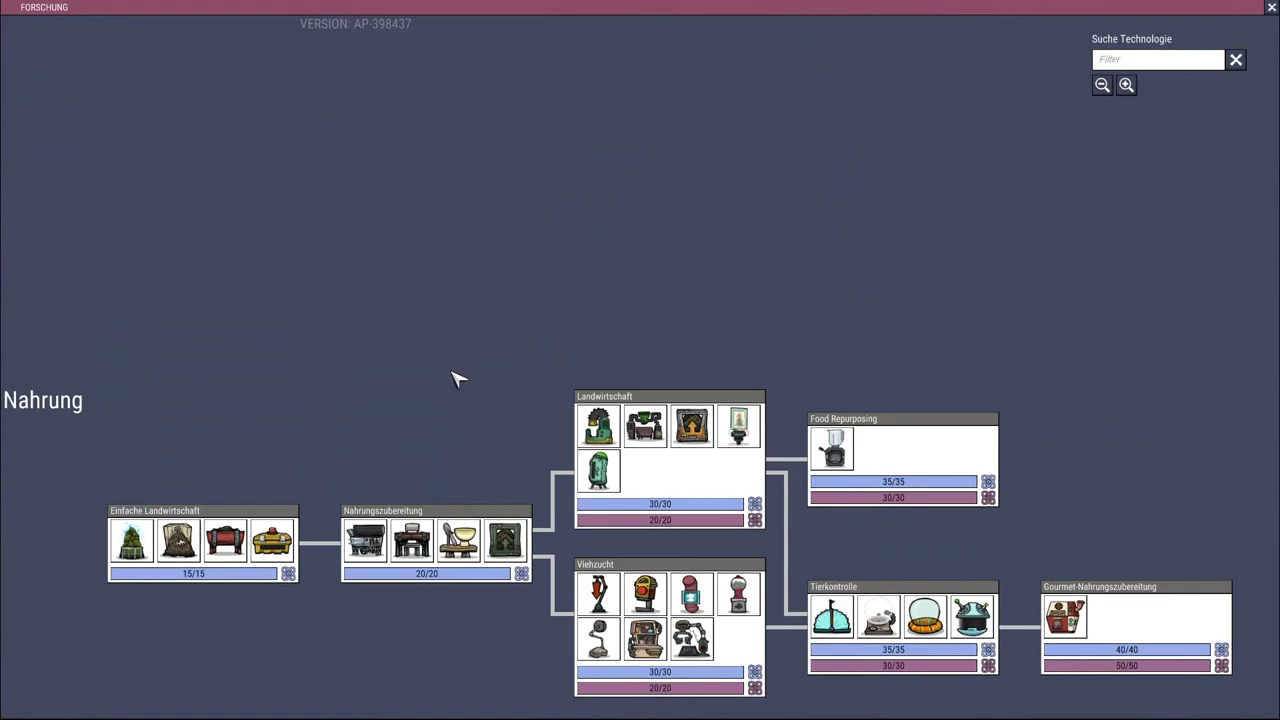 FORSCHUNG
VERSION: AP-398437
Suche Technologie
Filter
Nahrung
Landwirtschaft
30/30
20/20
Food Repurposing
35/35
30/30
Einfache Landwirtschaft
15/15
Nahrungszubereitung
20/20
Viehzucht
30/30
20/20
Tierkontrolle
35/35
30/30
Gourmet-Nahrungszubereitung
40/40
50/50